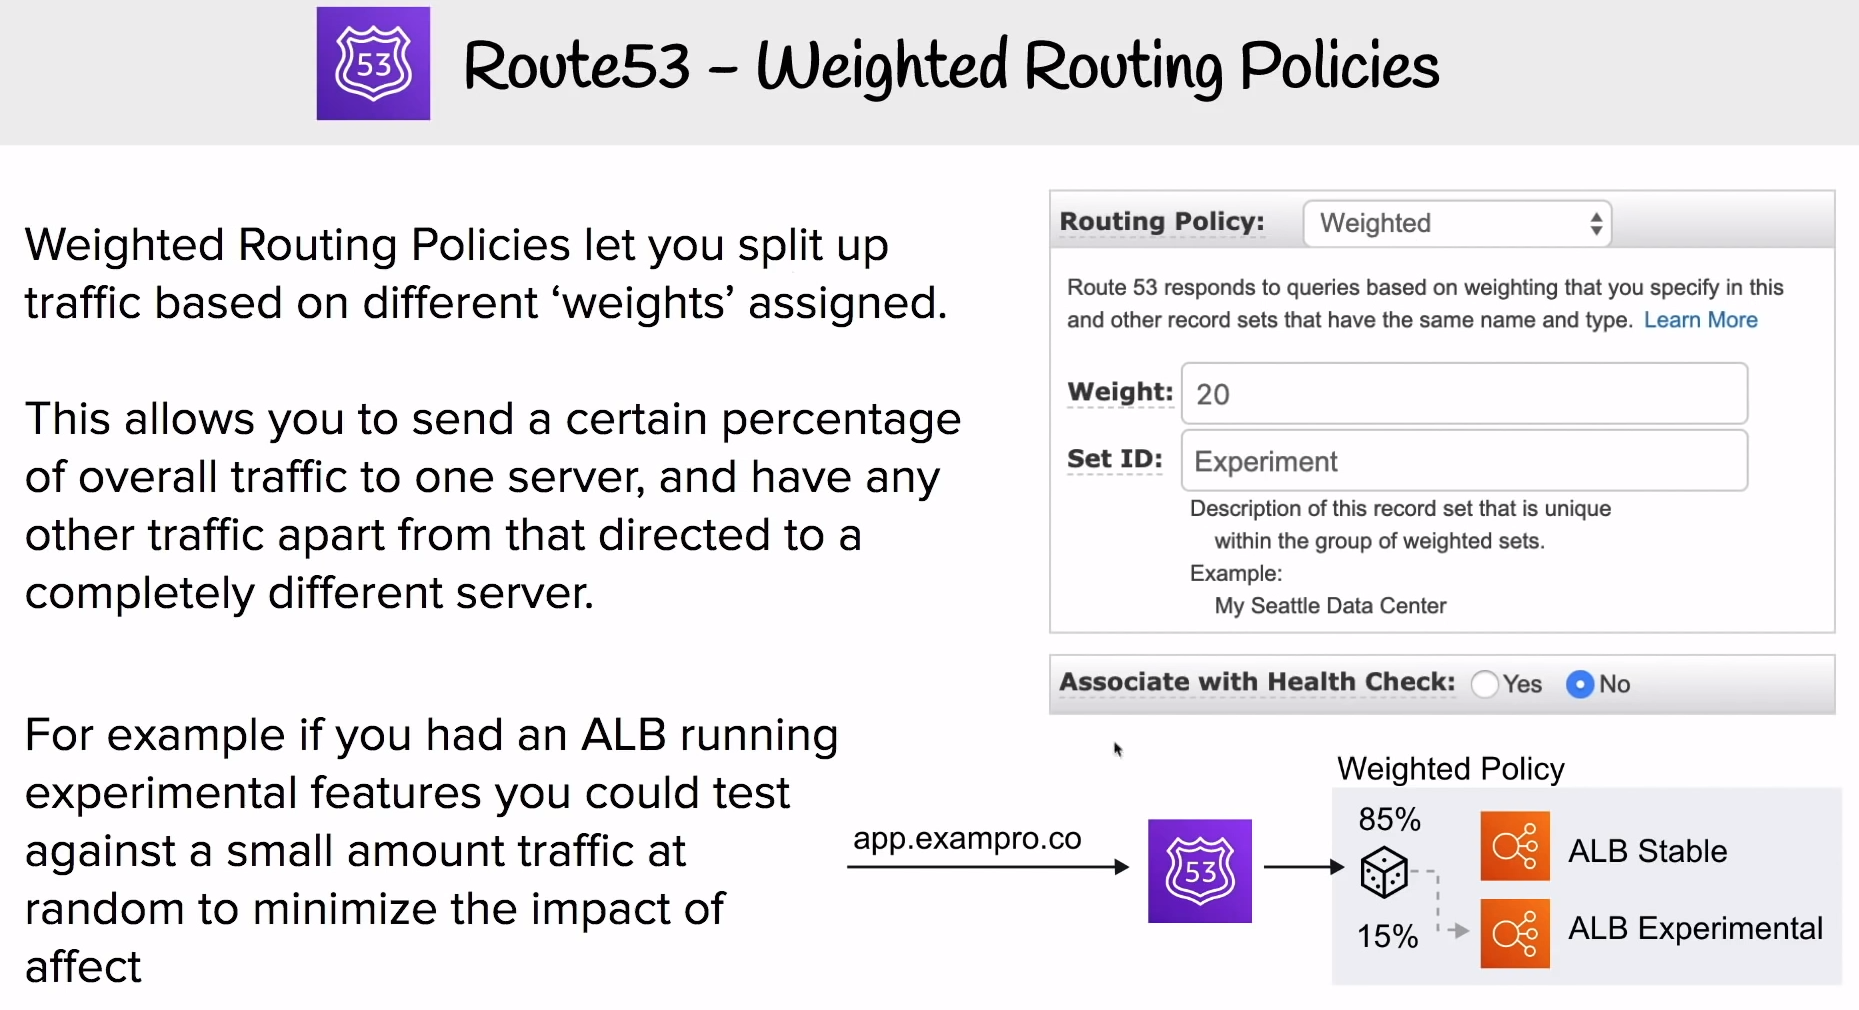 53
Route53 – Weighted Routing Policies
Weighted Routing Policies let you split up
traffic based on different ‘weights’ assigned.
This allows you to send a certain percentage
of overall traffic to one server, and have any
other traffic apart from that directed to a
completely different server.
For example if you had an ALB running
experimental features you could test
against a small amount traffic at
random to minimize the impact of
affect
Routing Policy: Weighted
Route 53 responds to queries based on weighting that you specify in this
and other record sets that have the same name and type. Learn More
Weight: 20
Set ID: Experiment
Description of this record set that is unique
within the group of weighted sets.
Example:
My Seattle Data Center
Associate with Health Check: Yes No
app.exampro.co
53
Weighted Policy
85%
ALB Stable
15%
ALB Experimental